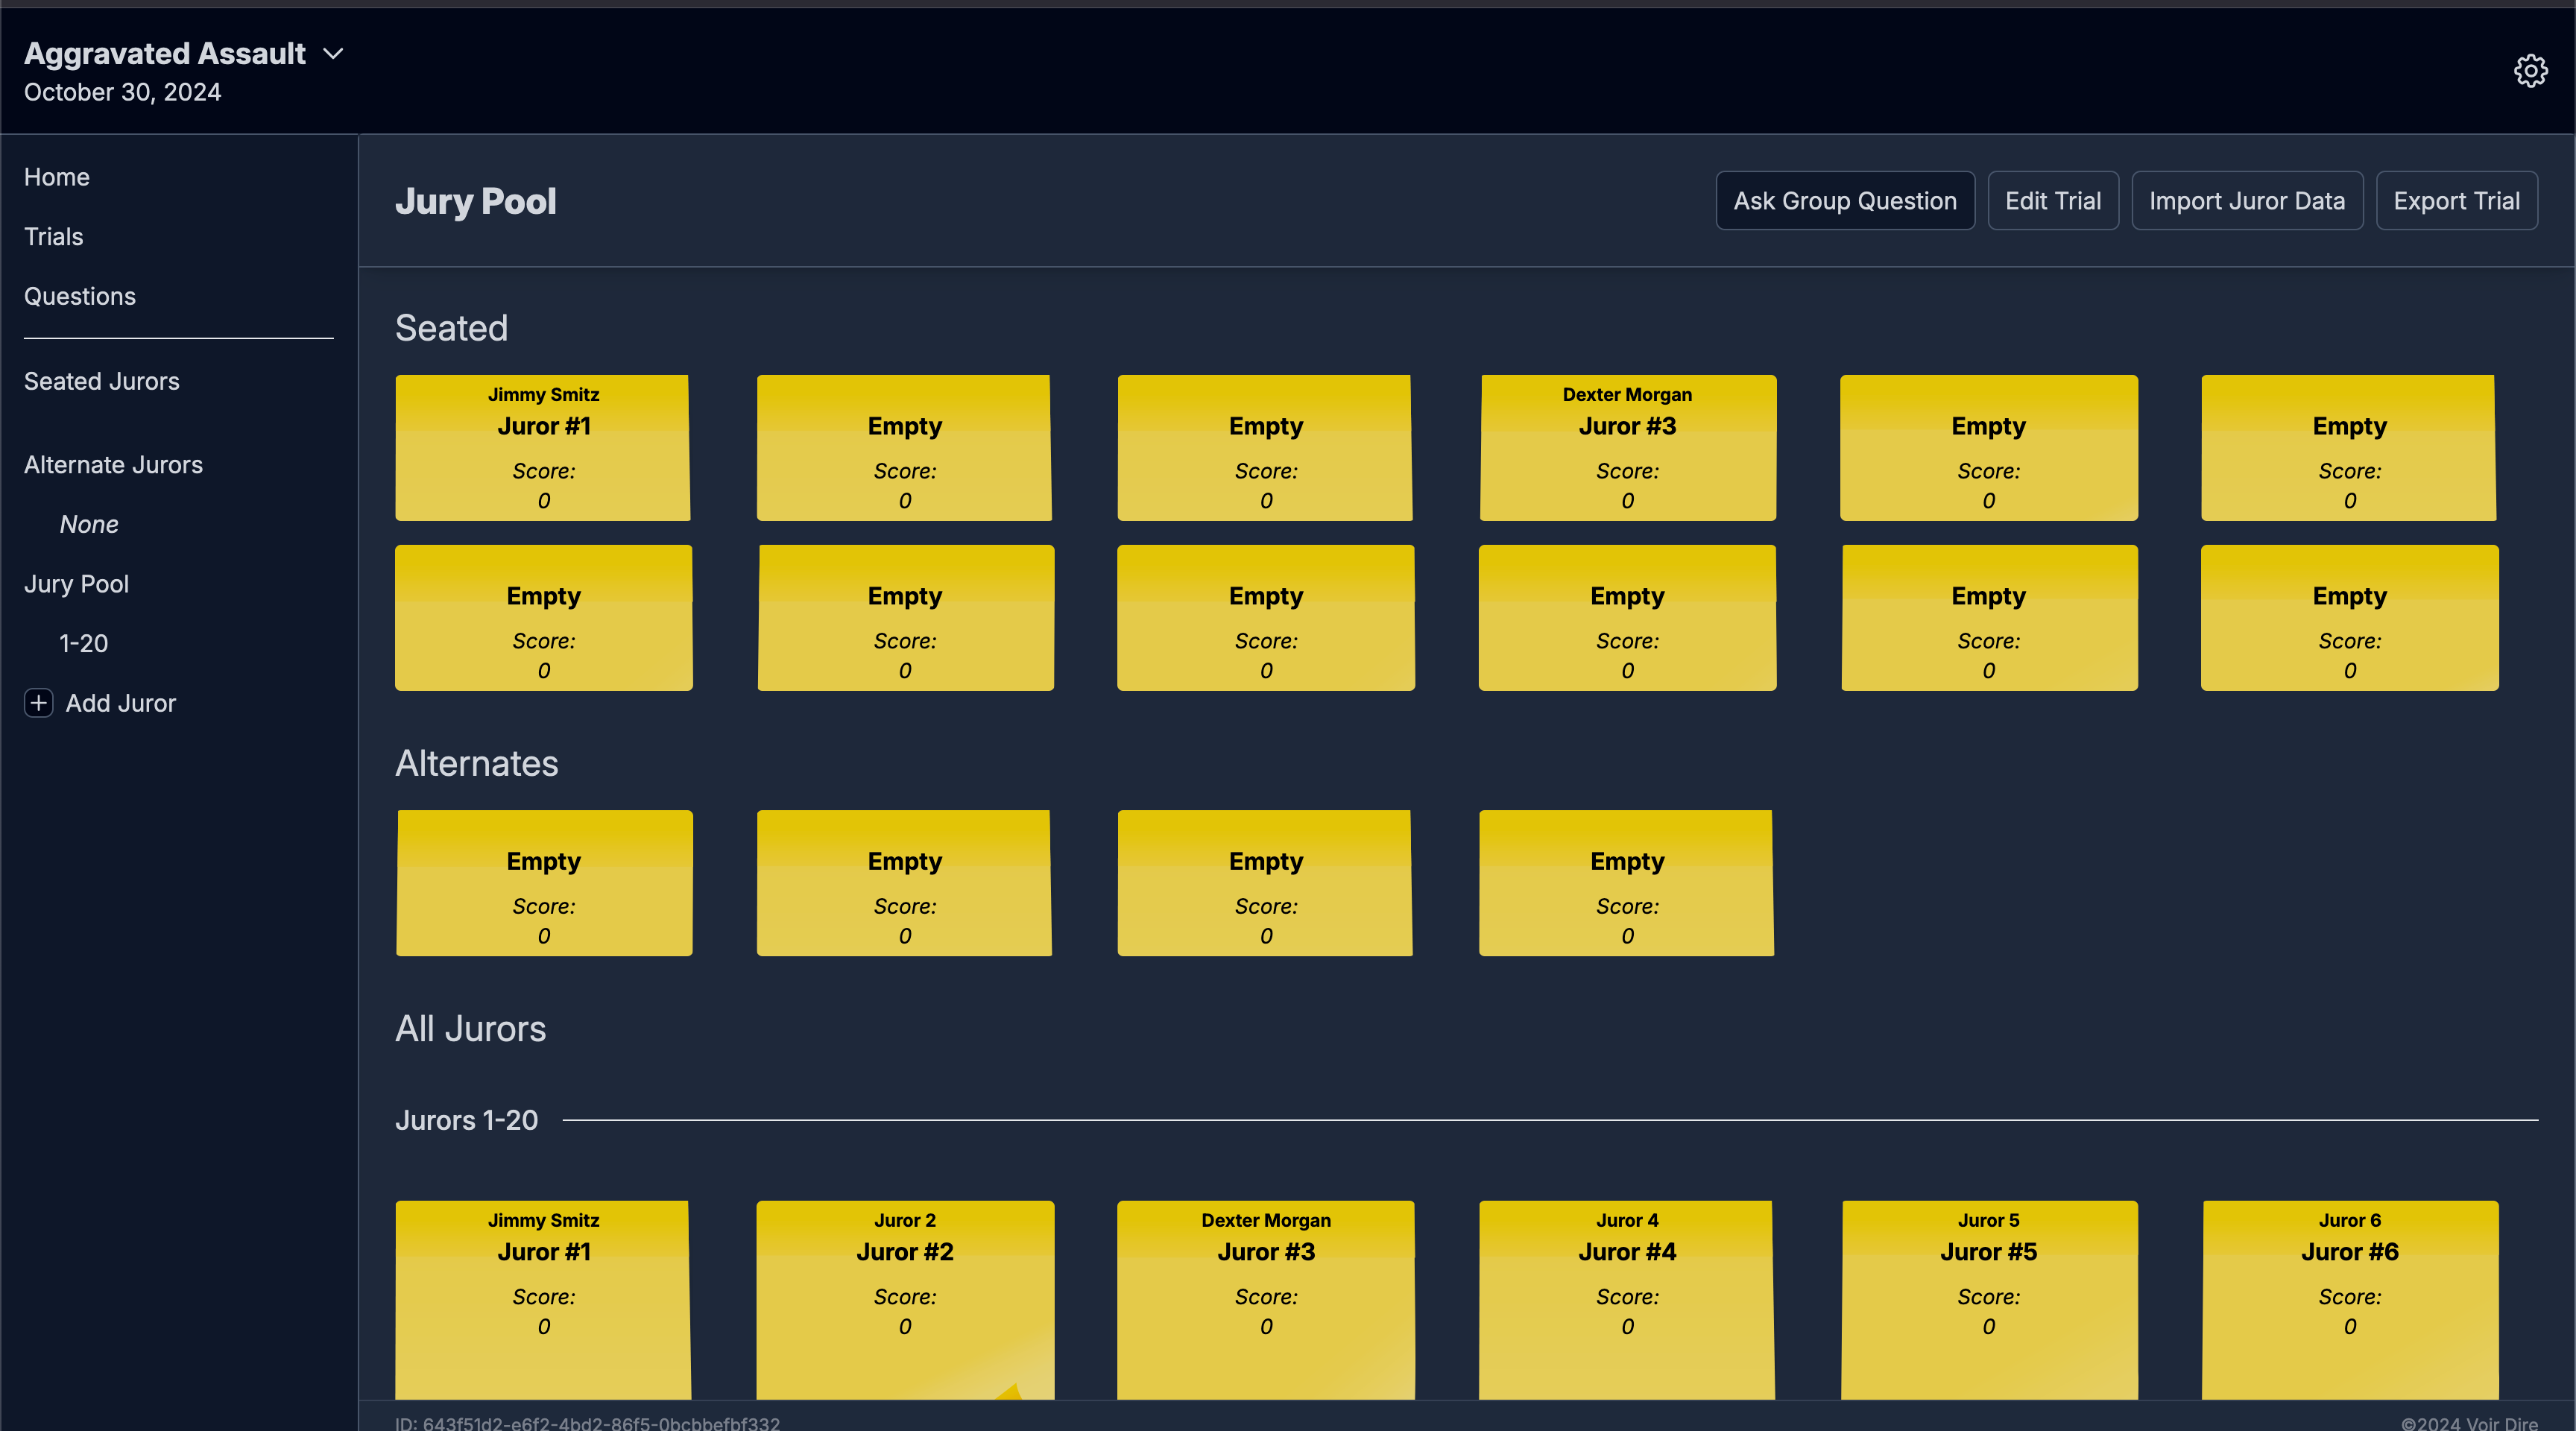 Aggravated Assault
October 30, 2024
Home
Trials
Questions
Seated Jurors
Alternate Jurors
None
Jury Pool
1-20
Add Juror
Jury Pool
Ask Group Question
Edit Trial
Import Juror Data
Export Trial
Seated
Jimmy Smitz
Juror #1
Score:
0
Empty
Score:
0
Empty
Score:
0
Dexter Morgan
Juror #3
Score:
0
Empty
Score:
0
Empty
Score:
0
Empty
Score:
0
Empty
Score:
0
Empty
Score:
0
Empty
Score:
0
Empty
Score:
0
Empty
Score:
0
Alternates
Empty
Score:
0
Empty
Score:
0
Empty
Score:
0
Empty
Score:
0
All Jurors
Jurors 1-20
Jimmy Smitz
Juror #1
Score:
0
Juror 2
Juror #2
Score:
0
Dexter Morgan
Juror #3
Score:
0
Juror 4
Juror #4
Score:
0
Juror 5
Juror #5
Score:
0
Juror 6
Juror #6
Score:
0
ID: 643f51d2-e6f2-4bd2-86f5-0bcbbefbf332
©2024 Voir Dire